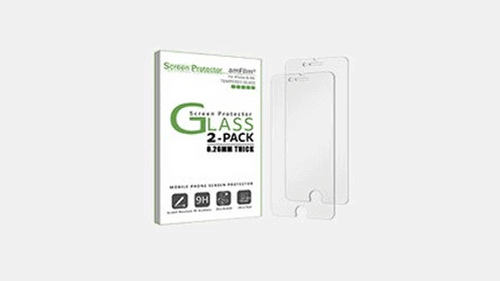 Screen Protector amFilm®
TEMPERED GLASS
Screen Protector
GLASS
2-PACK
0.26MM THICK
MOBILE PHONE SCREEN PROTECTOR
9H